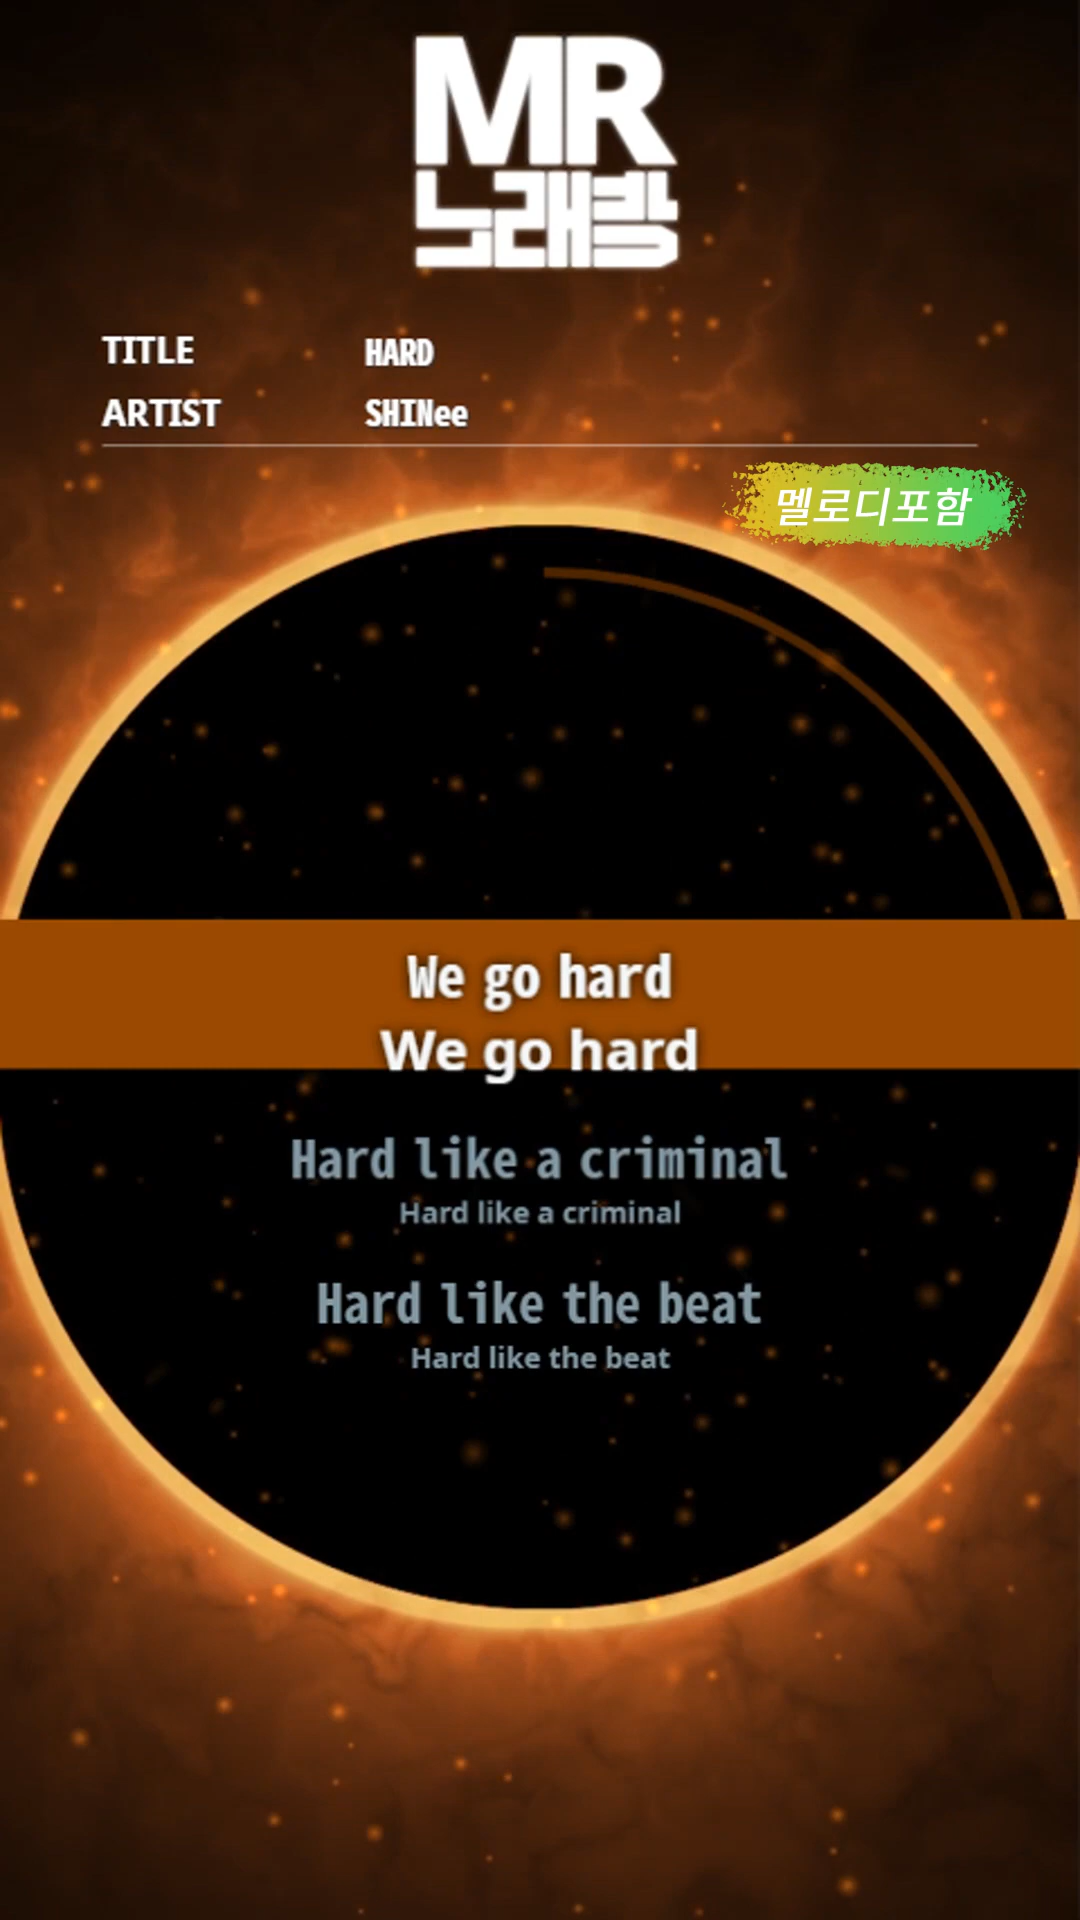 MR
노래방
TITLE HARD
ARTIST SHINee
멜로디포함
We go hard
We go hard
Hard like a criminal
Hard like a criminal
Hard like the beat
Hard like the beat